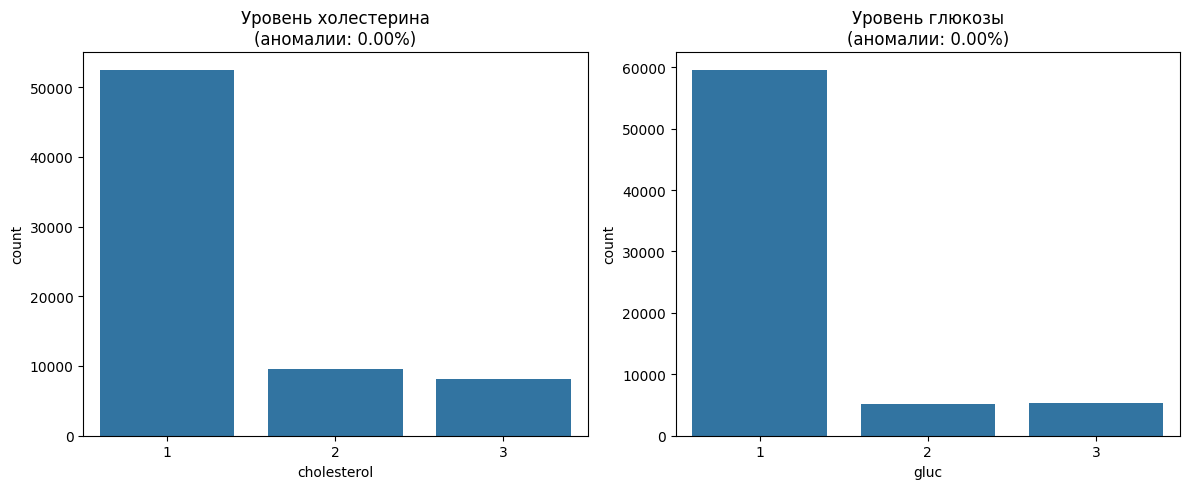 Уровень холестерина
(аномалии: 0.00%)
50000
40000
30000
20000
10000
0
count
1 2 3
cholesterol
Уровень глюкозы
(аномалии: 0.00%)
60000
50000
40000
30000
20000
10000
0
count
1 2 3
gluc